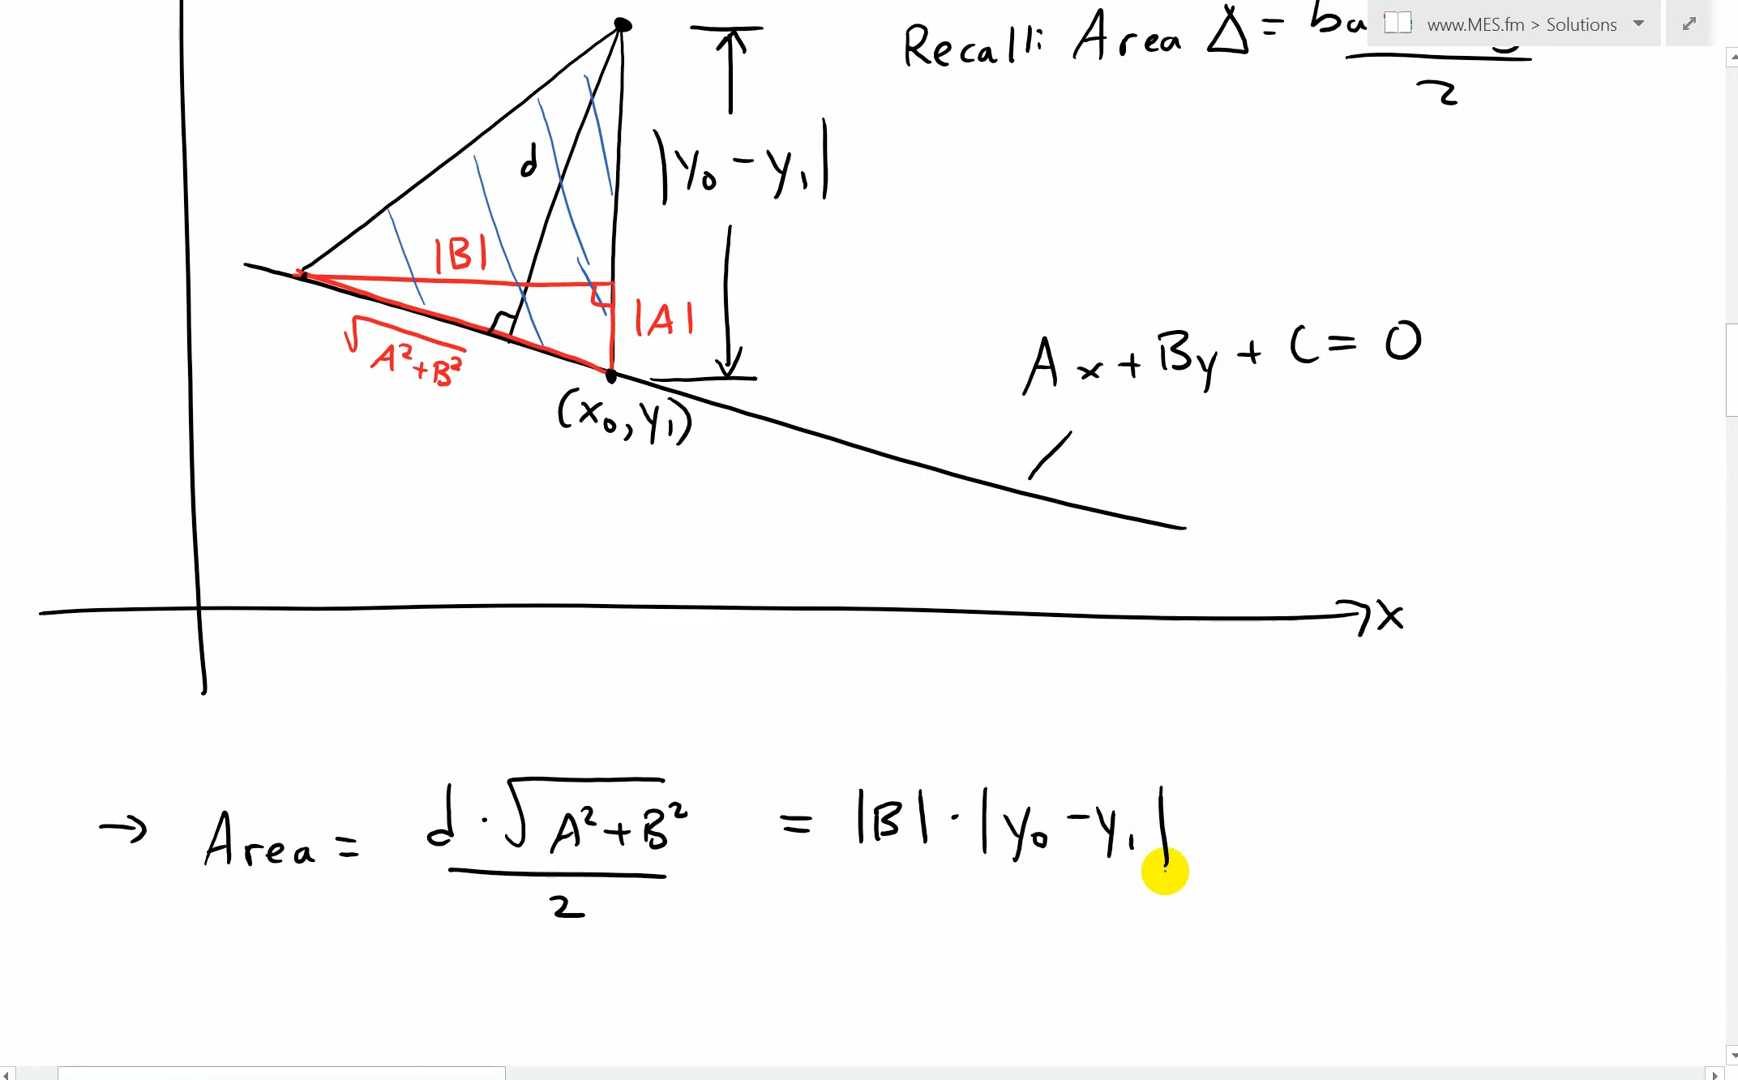 www.MES.fm > Solutions
Recall: Area Δ = ba
2
d
|y₀ - y₁|
|B|
|A|
√A²+B²
Ax + By + C = 0
(x₀, y₁)
x
→ Area = d · √A²+B² / 2 = |B| · |y₀ - y₁|